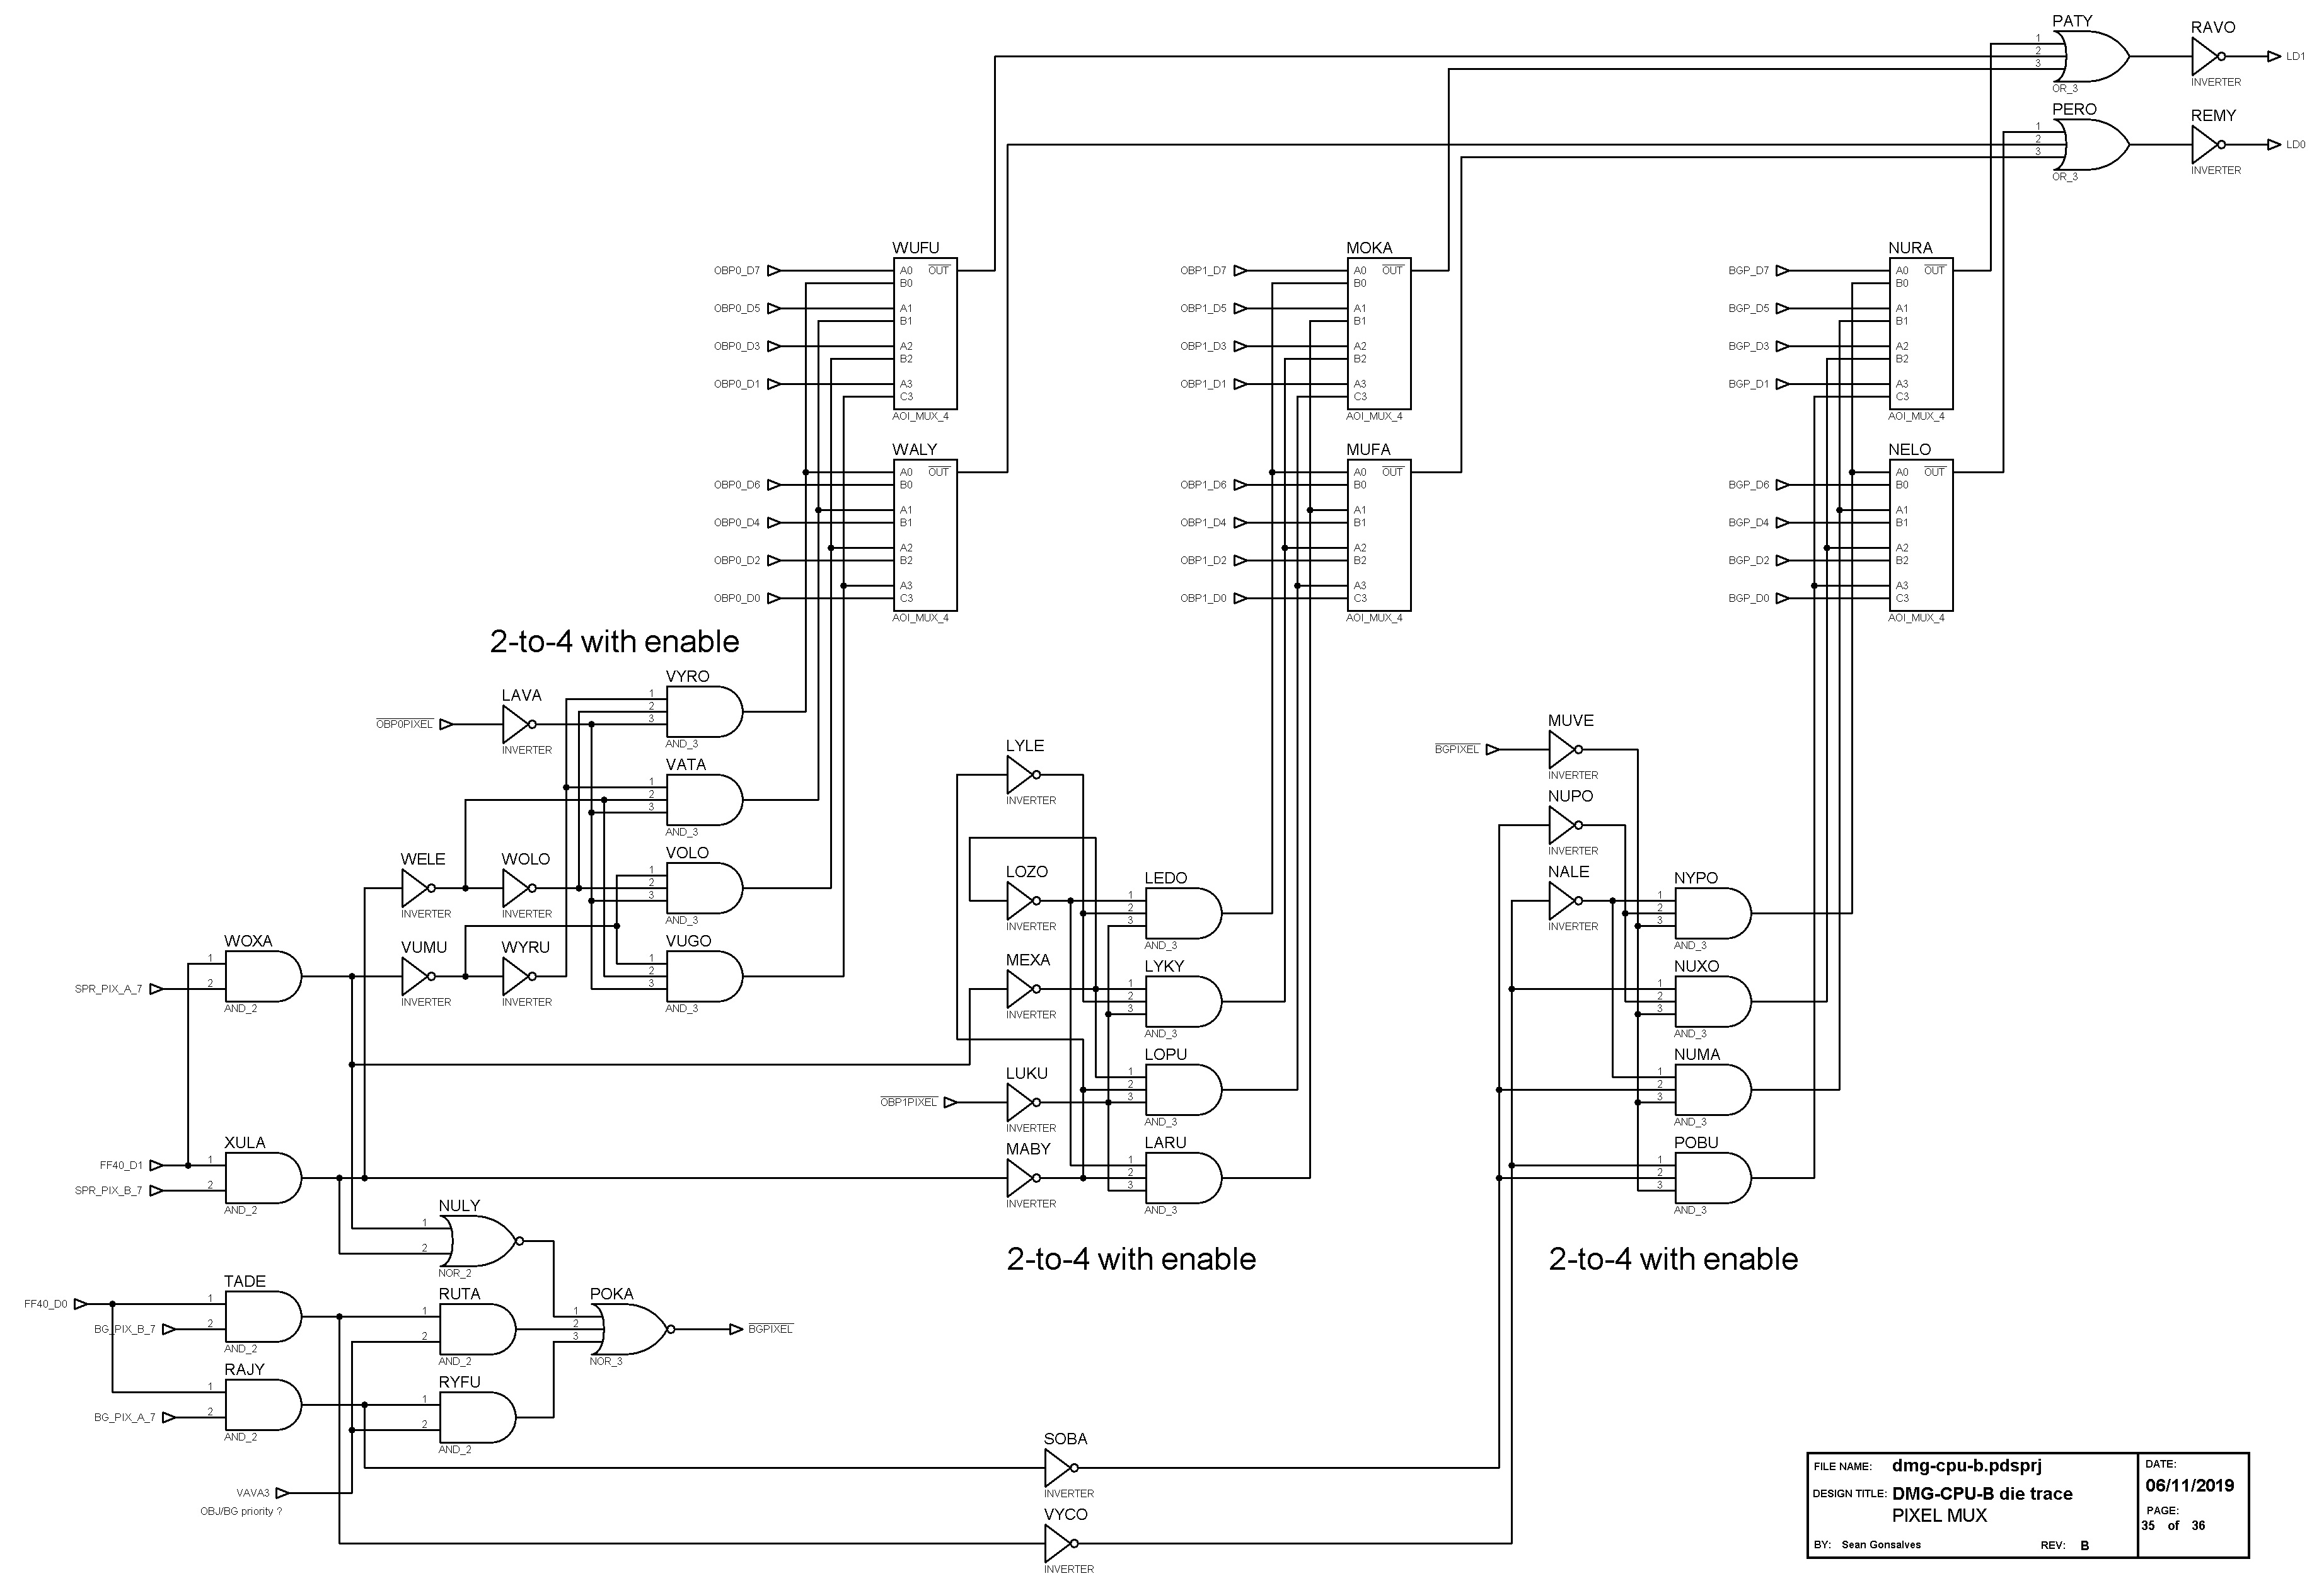 PATY
1
2
3
OR_3
RAVO
INVERTER
LD1
PERO
1
2
3
OR_3
REMY
INVERTER
LD0
WUFU
OBP0_D7
A0
OUT
B0
OBP0_D5
A1
B1
OBP0_D3
A2
B2
OBP0_D1
A3
C3
AOI_MUX_4
MOKA
OBP1_D7
A0
OUT
B0
OBP1_D5
A1
B1
OBP1_D3
A2
B2
OBP1_D1
A3
C3
AOI_MUX_4
NURA
BGP_D7
A0
OUT
B0
BGP_D5
A1
B1
BGP_D3
A2
B2
BGP_D1
A3
C3
AOI_MUX_4
WALY
A0
OUT
OBP0_D6
B0
A1
OBP0_D4
B1
A2
OBP0_D2
B2
A3
OBP0_D0
C3
AOI_MUX_4
MUFA
A0
OUT
OBP1_D6
B0
A1
OBP1_D4
B1
A2
OBP1_D2
B2
A3
OBP1_D0
C3
AOI_MUX_4
NELO
A0
OUT
BGP_D6
B0
A1
BGP_D4
B1
A2
BGP_D2
B2
A3
BGP_D0
C3
AOI_MUX_4
2-to-4 with enable
OBP0PIXEL
LAVA
INVERTER
VYRO
1
2
3
AND_3
VATA
1
2
3
AND_3
WELE
INVERTER
WOLO
INVERTER
VOLO
1
2
3
AND_3
VUMU
INVERTER
WYRU
INVERTER
VUGO
1
2
3
AND_3
WOXA
1
SPR_PIX_A_7
2
AND_2
XULA
FF40_D1
1
SPR_PIX_B_7
2
AND_2
LYLE
INVERTER
LOZO
INVERTER
MEXA
INVERTER
OBP1PIXEL
LUKU
INVERTER
MABY
INVERTER
LEDO
1
2
3
AND_3
LYKY
1
2
3
AND_3
LOPU
1
2
3
AND_3
LARU
1
2
3
AND_3
2-to-4 with enable
BGPIXEL
MUVE
INVERTER
NUPO
INVERTER
NALE
INVERTER
NYPO
1
2
3
AND_3
NUXO
1
2
3
AND_3
NUMA
1
2
3
AND_3
POBU
1
2
3
AND_3
2-to-4 with enable
NULY
1
2
NOR_2
TADE
FF40_D0
1
BG_PIX_B_7
2
AND_2
RUTA
1
2
AND_2
POKA
1
2
3
NOR_3
BGPIXEL
RAJY
1
BG_PIX_A_7
2
AND_2
RYFU
1
2
AND_2
VAVA3
OBJ/BG priority ?
SOBA
INVERTER
VYCO
INVERTER
FILE NAME: dmg-cpu-b.pdsprj
DESIGN TITLE: DMG-CPU-B die trace
PIXEL MUX
BY: Sean Gonsalves
REV: B
DATE:
06/11/2019
PAGE:
35 of 36